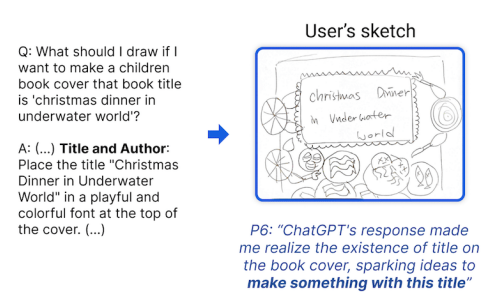 Q: What should I draw if I
want to make a children
book cover that book title
is 'christmas dinner in
underwater world'?
A: (...) Title and Author:
Place the title "Christmas
Dinner in Underwater
World" in a playful and
colorful font at the top of
the cover. (...)
User's sketch
christmas Dinner
in Underwater
World
P6: "ChatGPT's response made
me realize the existence of title on
the book cover, sparking ideas to
make something with this title"